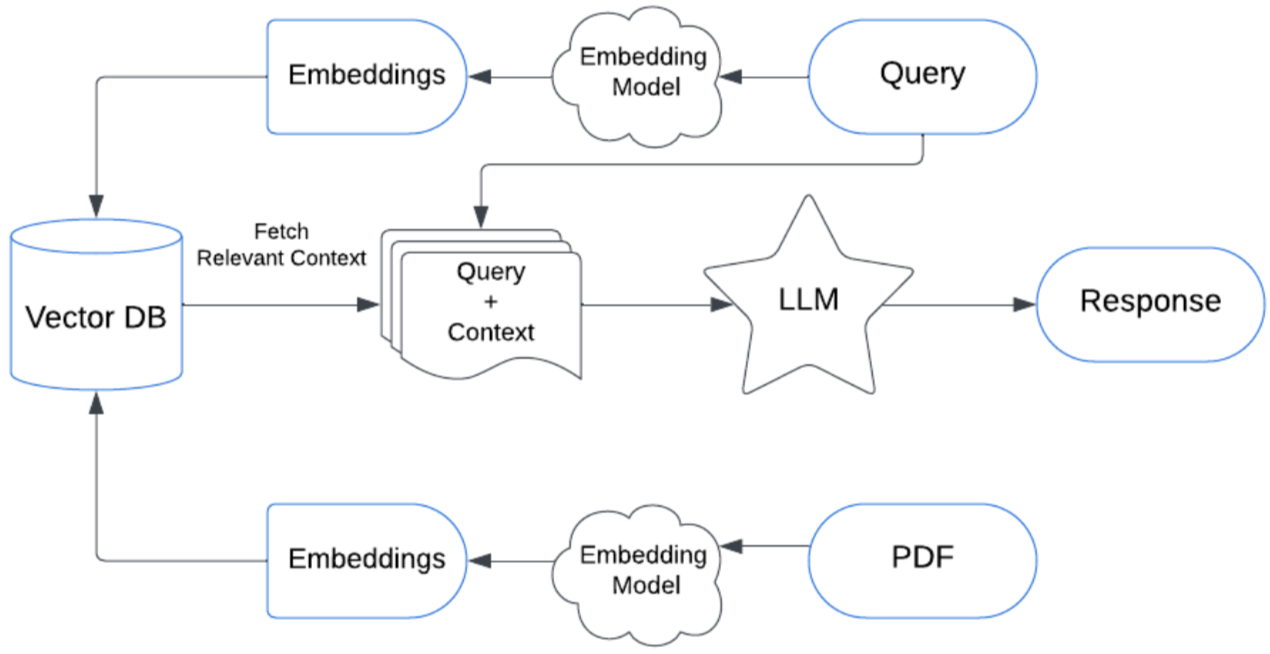 Embeddings
Embedding
Model
Query
Fetch
Relevant Context
Vector DB
Query
+
Context
LLM
Response
Embeddings
Embedding
Model
PDF